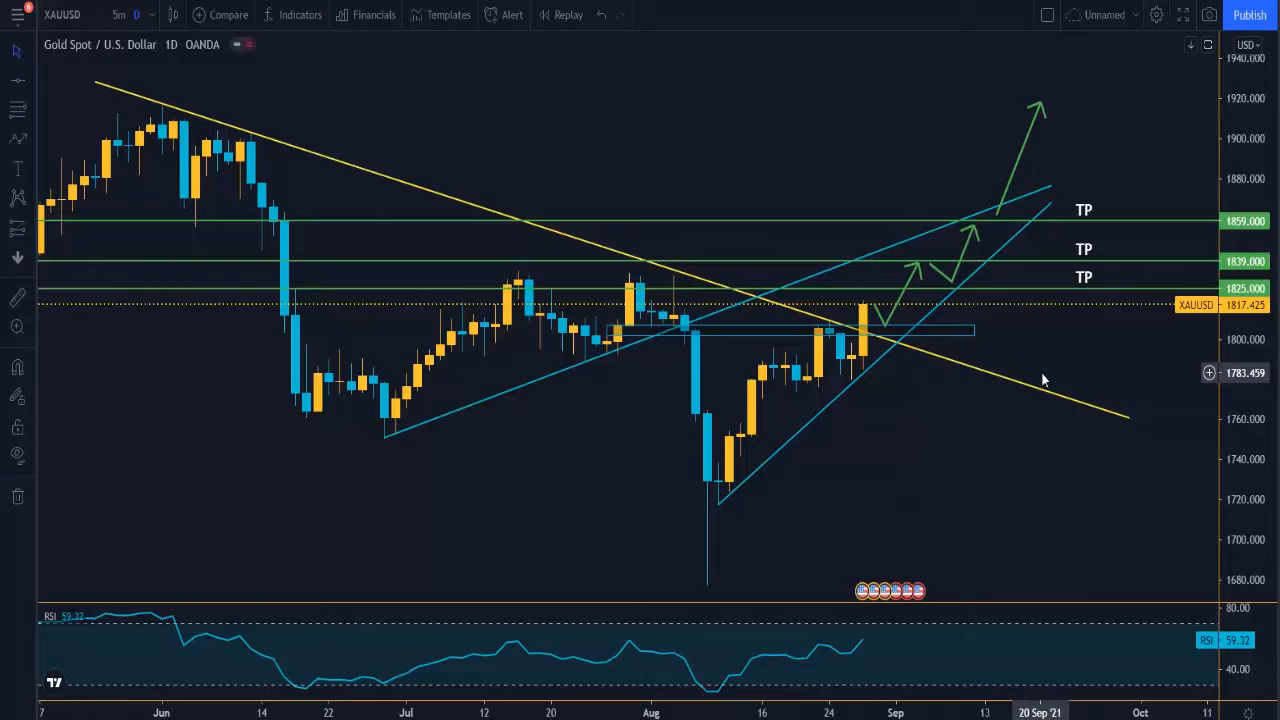 6
XAUUSD 5m D Compare Indicators Financials Templates Alert Replay Unnamed Publish
Gold Spot / U.S. Dollar 1D OANDA
USD
1940.000
1920.000
1900.000
1880.000
TP
1859.000
TP
1839.000
TP
1825.000
XAUUSD 1817.425
1800.000
1783.459
1760.000
1740.000
1720.000
1700.000
1680.000
RSI 59.32
80.00
RSI 59.32
40.00
7 Jun 14 21 Jul 12 20 Aug 16 24 Sep 13 20 Sep '21 Oct 11